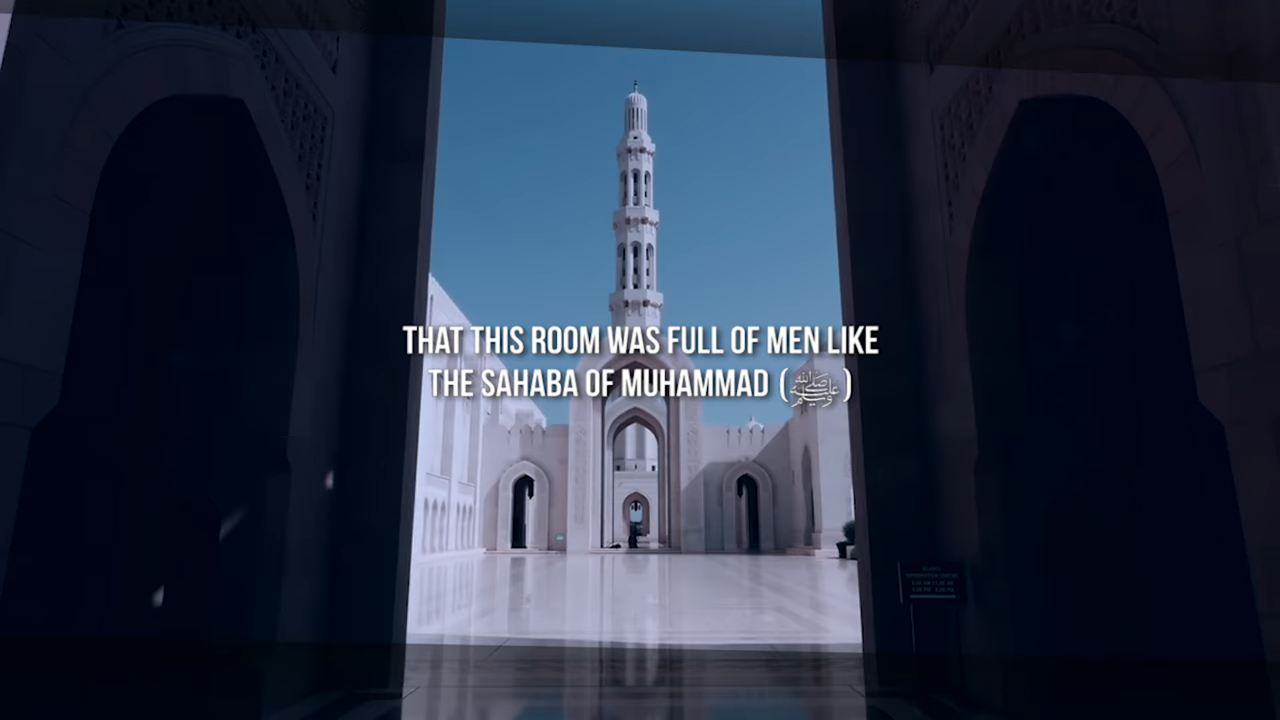 THAT THIS ROOM WAS FULL OF MEN LIKE
THE SAHABA OF MUHAMMAD (ﷺ)